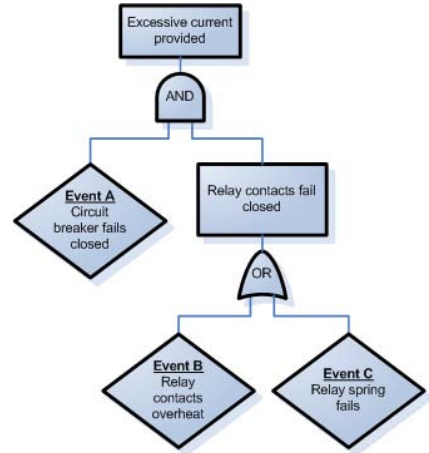 Excessive current
provided
AND
Event A
Circuit
breaker fails
closed
Relay contacts fail
closed
OR
Event B
Relay
contacts
overheat
Event C
Relay spring
fails